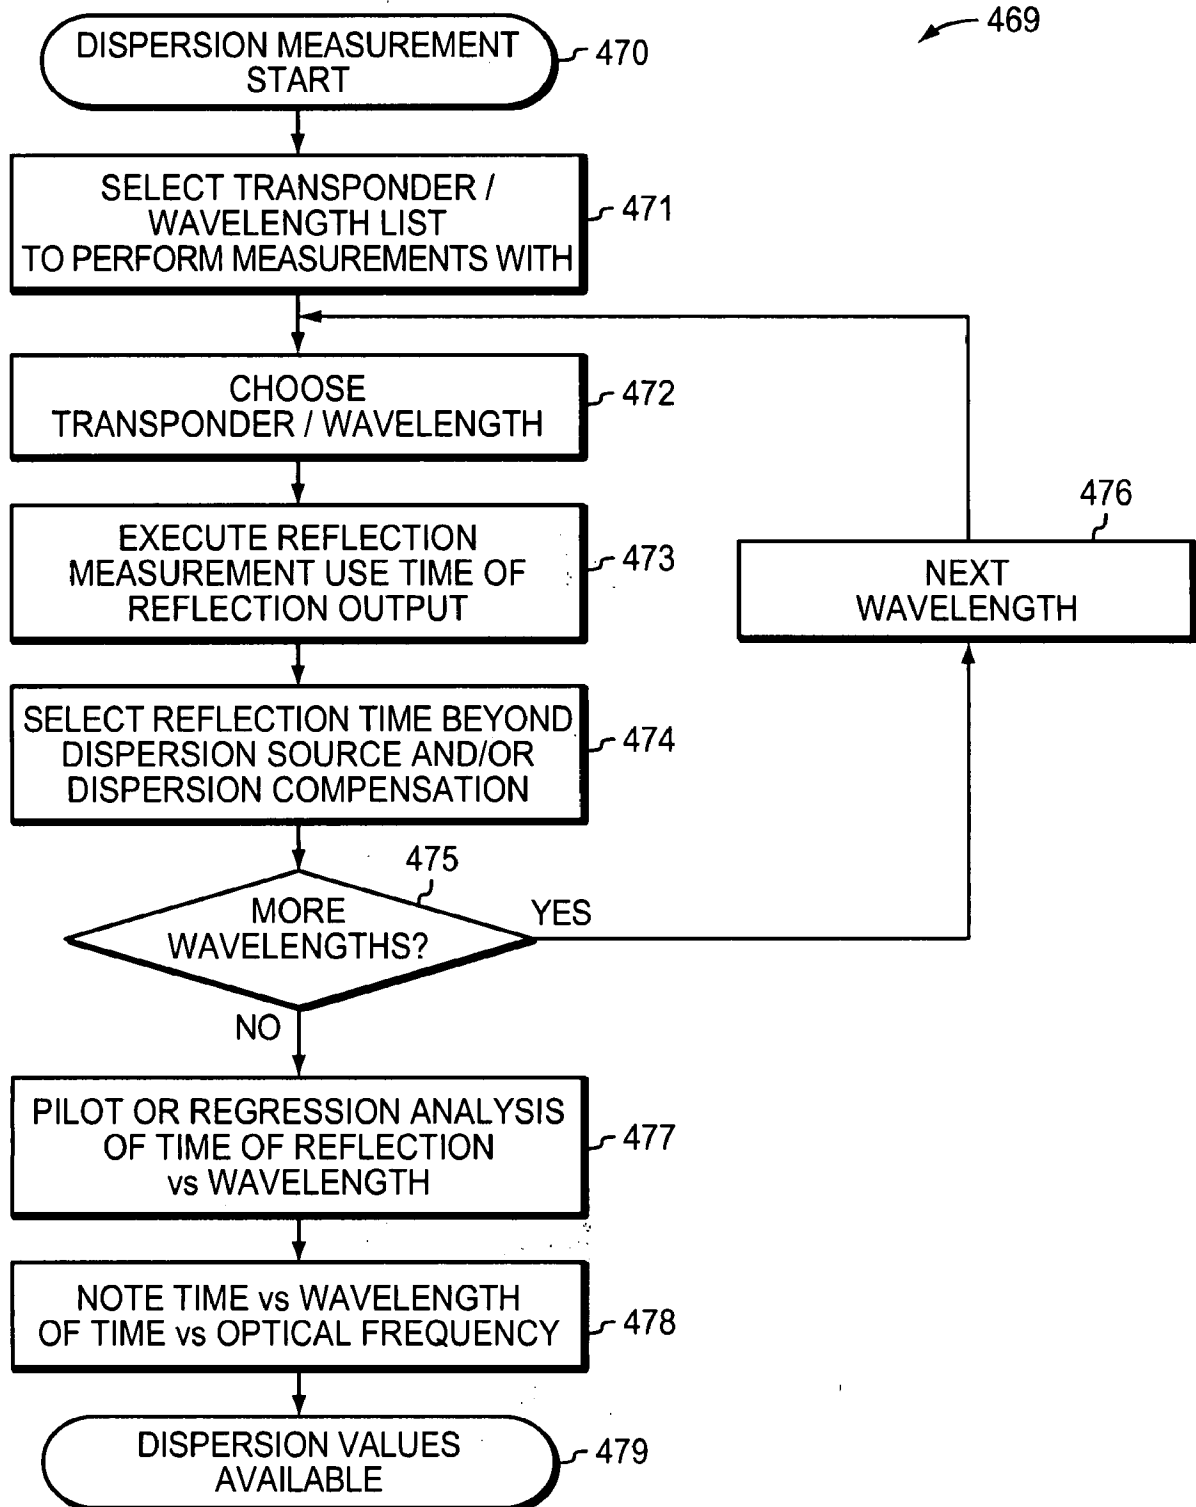 469
DISPERSION MEASUREMENT
START
470
SELECT TRANSPONDER /
WAVELENGTH LIST
TO PERFORM MEASUREMENTS WITH
471
CHOOSE
TRANSPONDER / WAVELENGTH
472
EXECUTE REFLECTION
MEASUREMENT USE TIME OF
REFLECTION OUTPUT
473
476
NEXT
WAVELENGTH
SELECT REFLECTION TIME BEYOND
DISPERSION SOURCE AND/OR
DISPERSION COMPENSATION
474
475
MORE
WAVELENGTHS?
YES
NO
PILOT OR REGRESSION ANALYSIS
OF TIME OF REFLECTION
vs WAVELENGTH
477
NOTE TIME vs WAVELENGTH
OF TIME vs OPTICAL FREQUENCY
478
DISPERSION VALUES
AVAILABLE
479